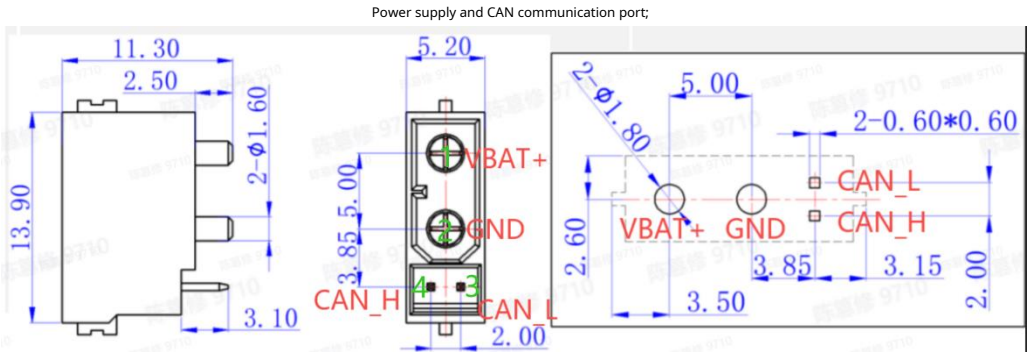 Power supply and CAN communication port;
11.30
2.50
2-ϕ1.60
13.90
3.10
5.20
1 VBAT+
5.00
2 GND
3.85
CAN_H 4 3 CAN_L
2.00
2-ϕ1.80
5.00
2-0.60*0.60
CAN_L
CAN_H
VBAT+ GND
2.60
3.85 3.15
2.00
3.50